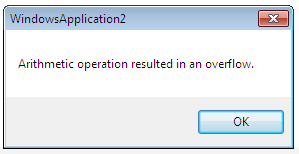 WindowsApplication2
Arithmetic operation resulted in an overflow.
OK